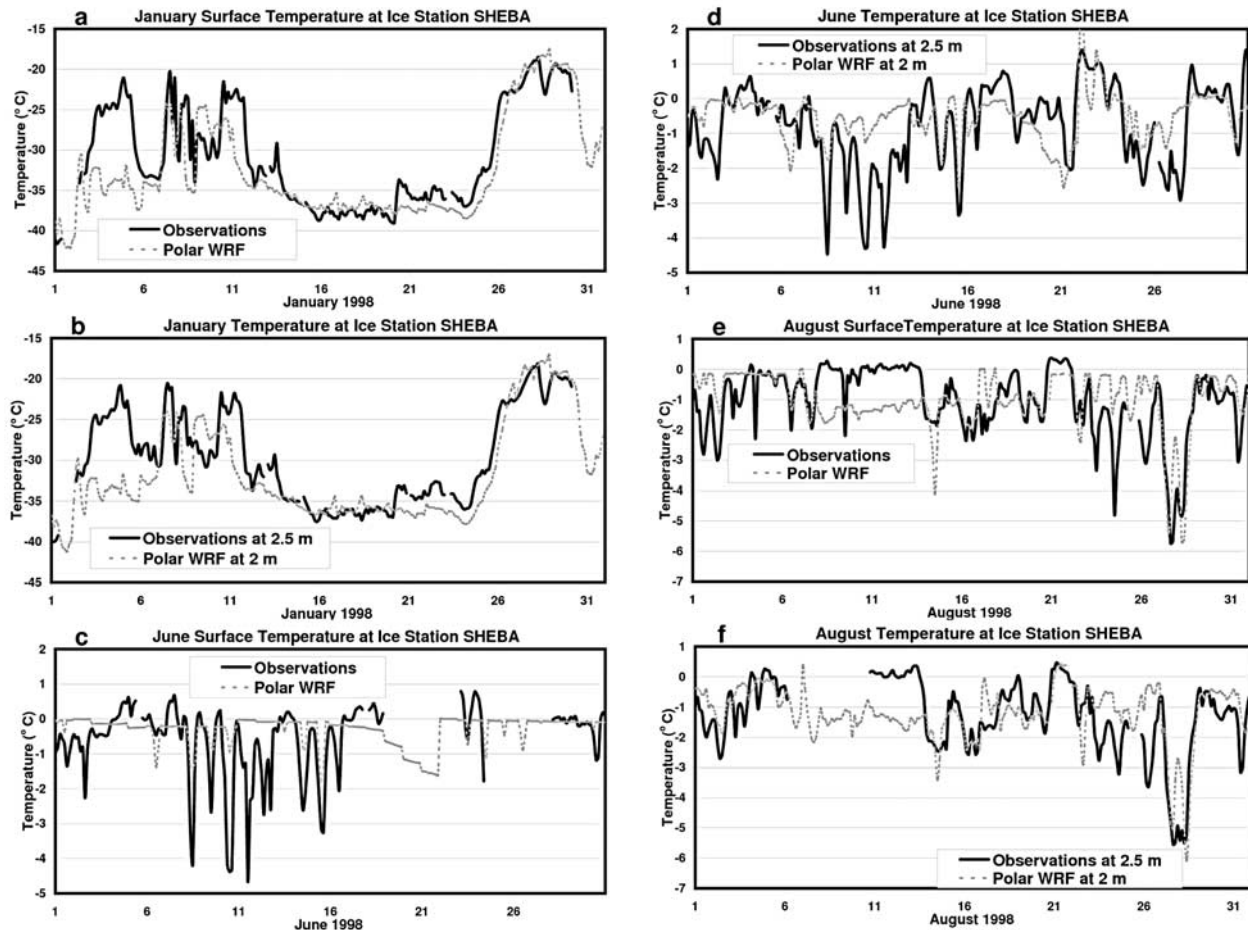 a
January Surface Temperature at Ice Station SHEBA
-15
-20
-25
-30
-35
-40
-45
Temperature (° C)
Observations
Polar WRF
1 6 11 16 21 26 31
January 1998
b
January Temperature at Ice Station SHEBA
-15
-20
-25
-30
-35
-40
-45
Temperature (° C)
Observations at 2.5 m
Polar WRF at 2 m
1 6 11 16 21 26 31
January 1998
c
June Surface Temperature at Ice Station SHEBA
2
1
0
-1
-2
-3
-4
-5
Temperature (° C)
Observations
Polar WRF
1 6 11 16 21 26
June 1998
d
June Temperature at Ice Station SHEBA
2
1
0
-1
-2
-3
-4
-5
Temperature (° C)
Observations at 2.5 m
Polar WRF at 2 m
1 6 11 16 21 26
June 1998
e
August SurfaceTemperature at Ice Station SHEBA
1
0
-1
-2
-3
-4
-5
-6
-7
Temperature (° C)
Observations
Polar WRF
1 6 11 16 21 26 31
August 1998
f
August Temperature at Ice Station SHEBA
1
0
-1
-2
-3
-4
-5
-6
-7
Temperature (° C)
Observations at 2.5 m
Polar WRF at 2 m
1 6 11 16 21 26 31
August 1998